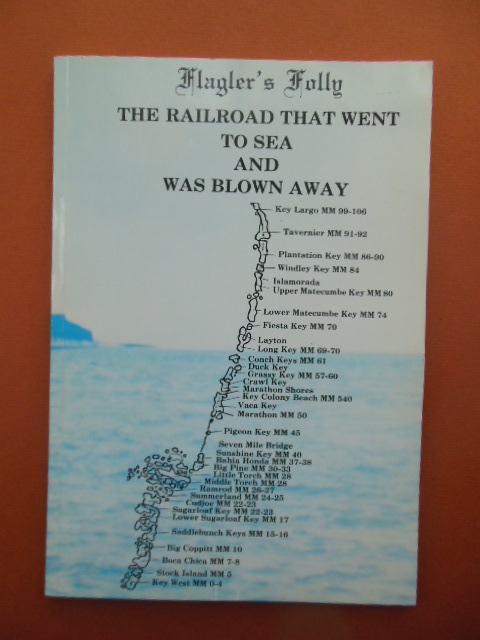 Flagler's Folly
THE RAILROAD THAT WENT
TO SEA
AND
WAS BLOWN AWAY
Key Largo MM 99-106
Tavernier MM 91-92
Plantation Key MM 86-90
Windley Key MM 84
Islamorada
Upper Matecumbe Key MM 80
Lower Matecumbe Key MM 74
Fiesta Key MM 70
Layton
Long Key MM 69-70
Conch Keys MM 61
Duck Key
Grassy Key MM 57-60
Crawl Key
Marathon Shores
Key Colony Beach MM 540
Vaca Key
Marathon MM 50
Pigeon Key MM 45
Seven Mile Bridge
Sunshine Key MM 40
Bahia Honda MM 37-38
Big Pine MM 30-33
Little Torch MM 28
Middle Torch MM 28
Ramrod MM 26-27
Summerland MM 24-25
Cudjoe MM 22-23
Sugarloaf Key MM 22-23
Lower Sugarloaf Key MM 17
Saddlebunch Keys MM 15-16
Big Coppitt MM 10
Boca Chica MM 7-8
Stock Island MM 5
Key West MM 0-4